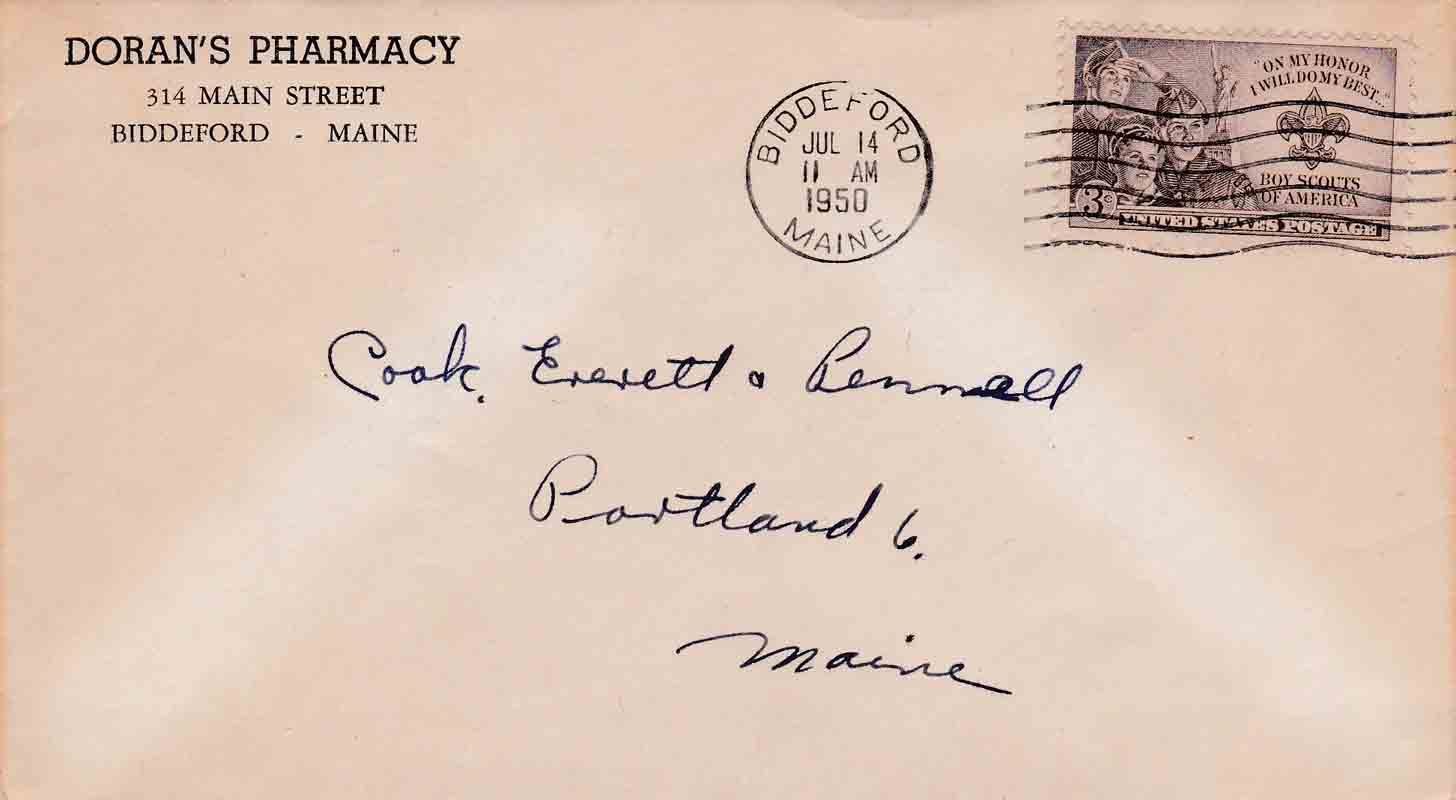 DORAN'S PHARMACY
314 MAIN STREET
BIDDEFORD - MAINE
BIDDEFORD
JUL 14
11 AM
1950
MAINE
"ON MY HONOR
I WILL DO MY BEST..."
BOY SCOUTS
OF AMERICA
3¢
UNITED STATES POSTAGE
Cook, Everett & Pennell
Portland 6.
Maine